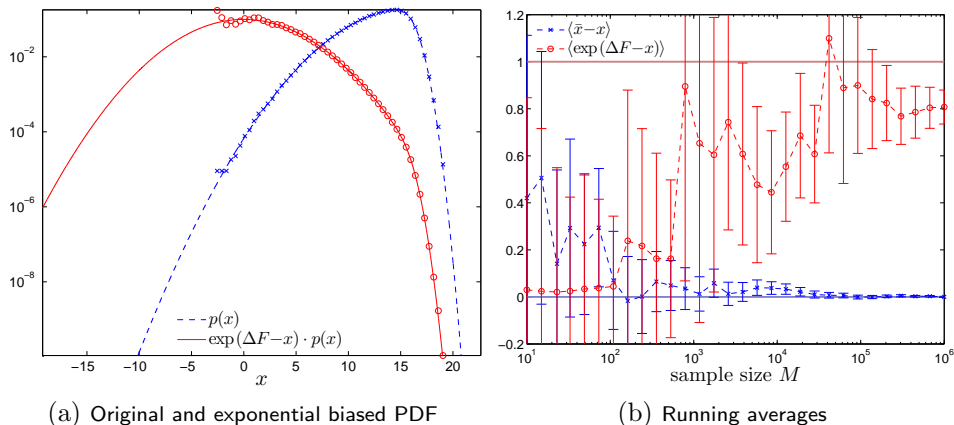 10^{-2}
10^{-4}
10^{-6}
10^{-8}
p(x)
exp (ΔF−x) · p(x)
−15 −10 −5 0 5 10 15 20
x
(a) Original and exponential biased PDF
1.2
1
0.8
0.6
0.4
0.2
0
−0.2
⟨x̄−x⟩
⟨exp (ΔF−x)⟩
10^1 10^2 10^3 10^4 10^5 10^6
sample size M
(b) Running averages